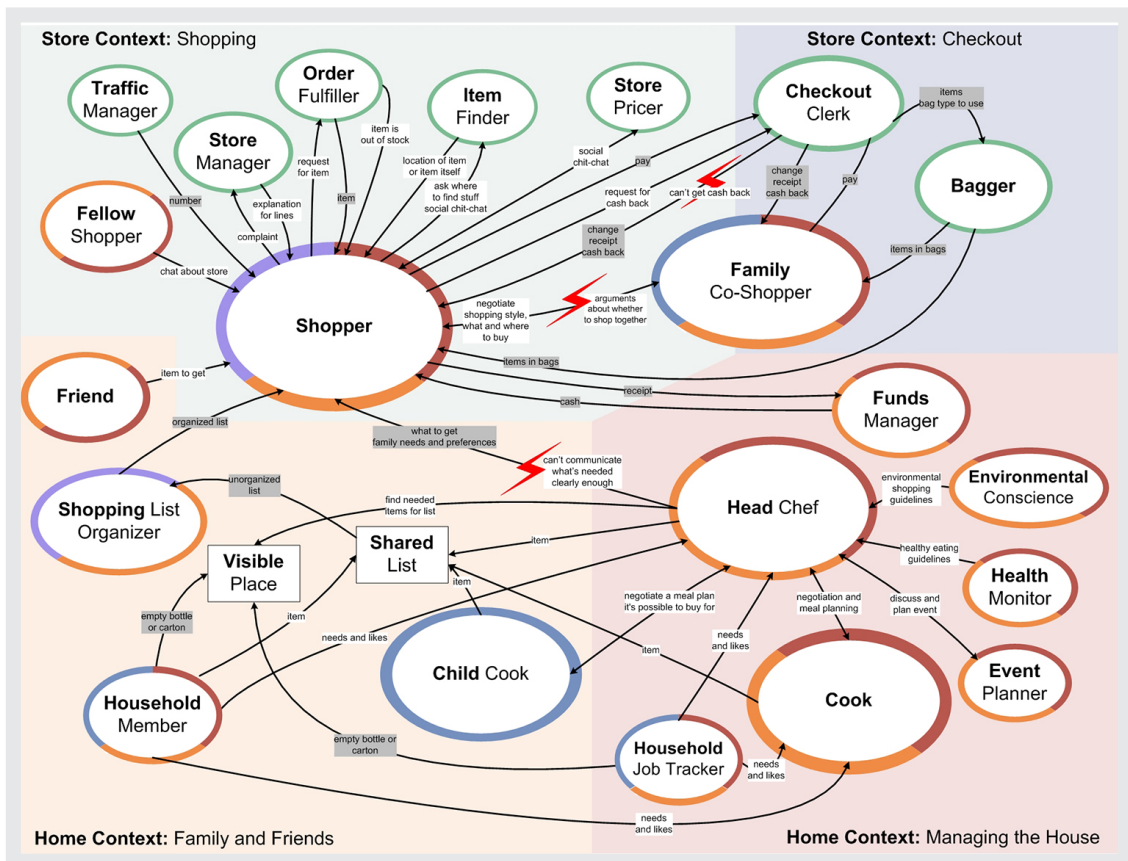 Store Context: Shopping
Store Context: Checkout
Traffic
Manager
Order
Fulfiller
Item
Finder
Store
Pricer
Checkout
Clerk
items
bag type to use
Store
Manager
item is
out of stock
request
for item
item
location of item
or item itself
ask where
to find stuff
social chit-chat
social
chit-chat
pay
request for
cash back
can't get cash back
change
receipt
cash back
pay
Bagger
number
explanation
for lines
complaint
Fellow
Shopper
chat about store
change
receipt
cash back
items in bags
Family
Co-Shopper
Shopper
negotiate
shopping style,
what and where
to buy
arguments
about whether
to shop together
items in bags
Friend
item to get
receipt
cash
Funds
Manager
organized list
what to get
family needs and preferences
can't communicate
what's needed
clearly enough
Shopping List
Organizer
unorganized
list
find needed
items for list
Head Chef
environmental
shopping
guidelines
Environmental
Conscience
Visible
Place
Shared
List
item
item
healthy eating
guidelines
Health
Monitor
empty bottle
or carton
item
needs and likes
negotiate a meal plan
it's possible to buy for
negotiation and
meal planning
discuss and
plan event
needs
and likes
item
Child Cook
Cook
Event
Planner
Household
Member
empty bottle or
carton
Household
Job Tracker
needs
and likes
needs
and likes
Home Context: Family and Friends
Home Context: Managing the House